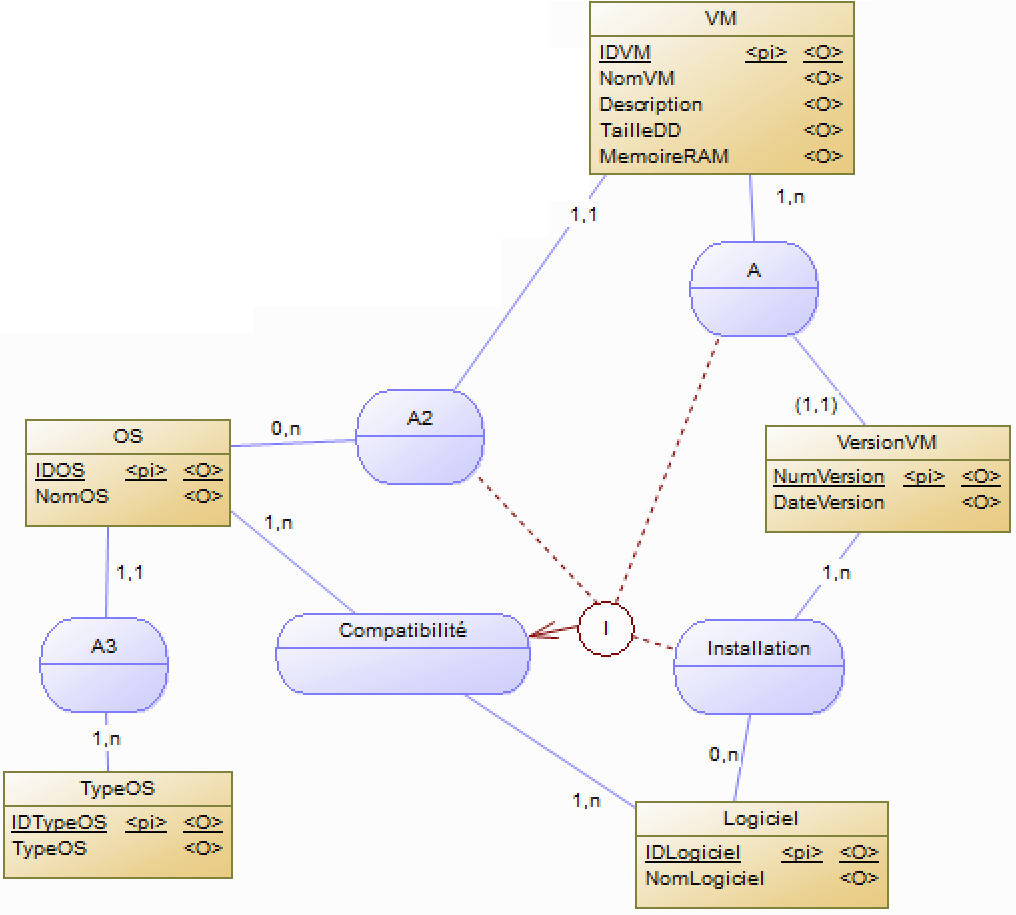 VM
IDVM <pi> <O>
NomVM <O>
Description <O>
TailleDD <O>
MemoireRAM <O>
1,1
1,n
A
(1,1)
A2
0,n
OS
IDOS <pi> <O>
NomOS <O>
VersionVM
NumVersion <pi> <O>
DateVersion <O>
1,n
1,1
1,n
I
Compatibilité
Installation
A3
1,n
0,n
TypeOS
IDTypeOS <pi> <O>
TypeOS <O>
1,n
Logiciel
IDLogiciel <pi> <O>
NomLogiciel <O>